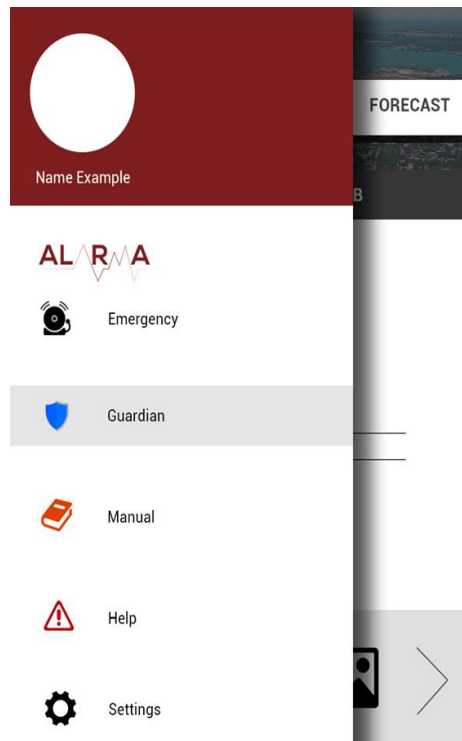 FORECAST
Name Example
B
ALARMA
Emergency
Guardian
Manual
Help
Settings